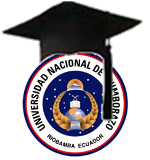 UNIVERSIDAD NACIONAL DE
RIOBAMBA ECUADOR